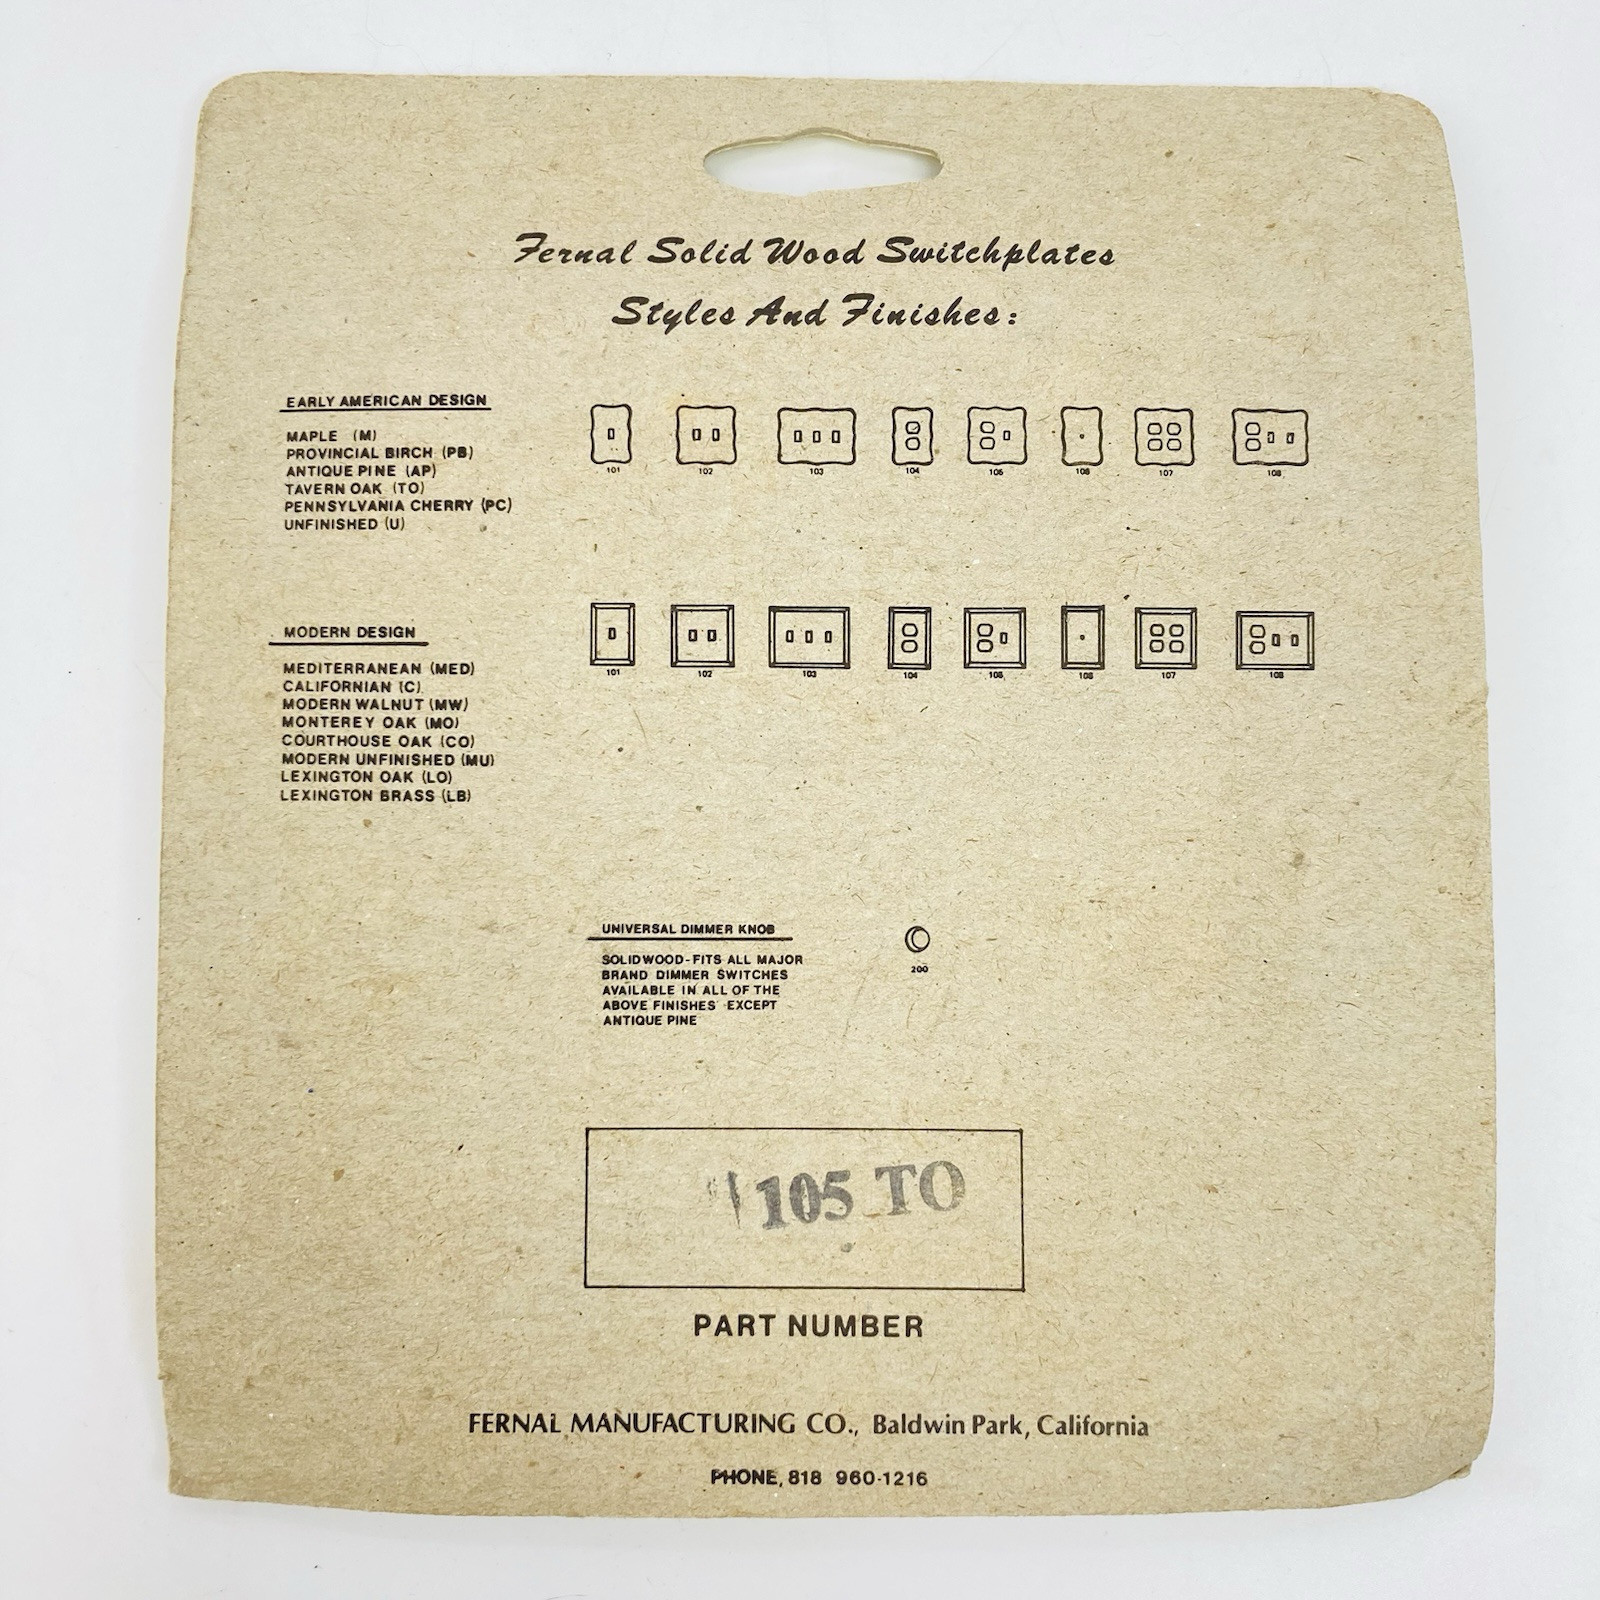 Fernal Solid Wood Switchplates
Styles And Finishes:
EARLY AMERICAN DESIGN
MAPLE (M)
PROVINCIAL BIRCH (PB)
ANTIQUE PINE (AP)
TAVERN OAK (TO)
PENNSYLVANIA CHERRY (PC)
UNFINISHED (U)
101 102 103 104 105 106 107 108
MODERN DESIGN
MEDITERRANEAN (MED)
CALIFORNIAN (C)
MODERN WALNUT (MW)
MONTEREY OAK (MO)
COURTHOUSE OAK (CO)
MODERN UNFINISHED (MU)
LEXINGTON OAK (LO)
LEXINGTON BRASS (LB)
101 102 103 104 105 106 107 108
UNIVERSAL DIMMER KNOB
SOLID WOOD-FITS ALL MAJOR
BRAND DIMMER SWITCHES
AVAILABLE IN ALL OF THE
ABOVE FINISHES EXCEPT
ANTIQUE PINE
200
105 TO
PART NUMBER
FERNAL MANUFACTURING CO., Baldwin Park, California
PHONE, 818 960-1216